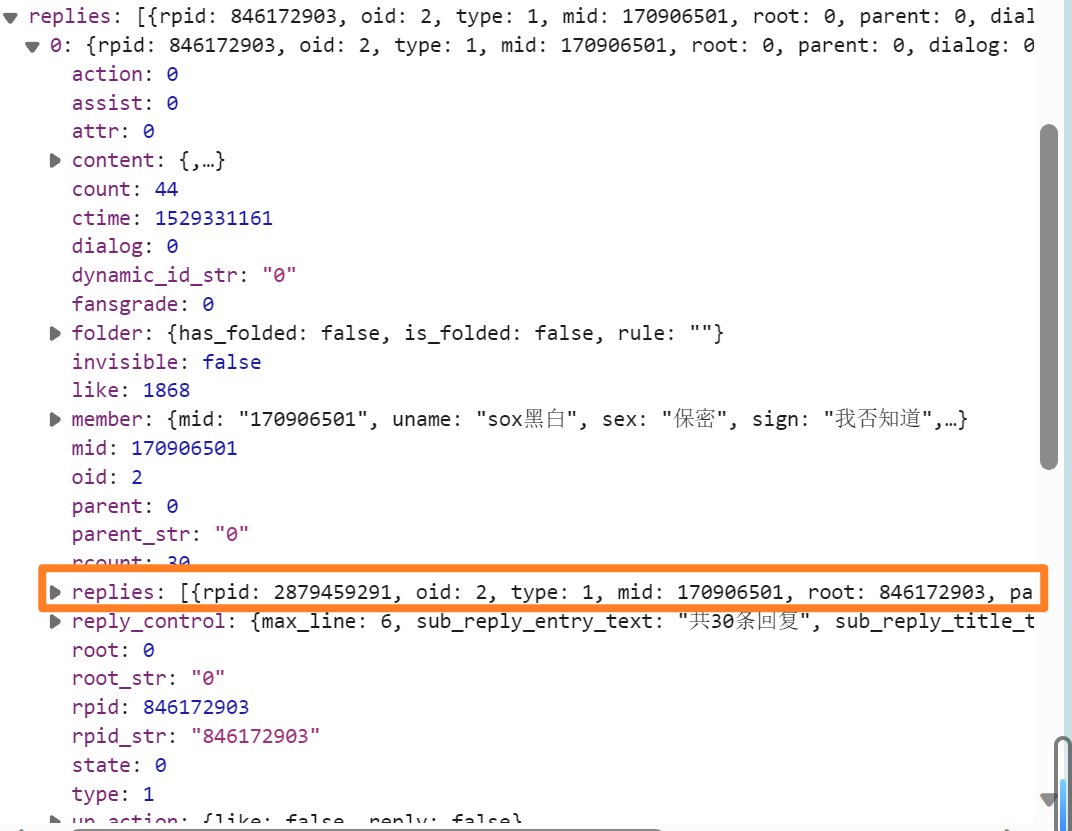 replies: [{rpid: 846172903, oid: 2, type: 1, mid: 170906501, root: 0, parent: 0, dial
0: {rpid: 846172903, oid: 2, type: 1, mid: 170906501, root: 0, parent: 0, dialog: 0
action: 0
assist: 0
attr: 0
content: {,…}
count: 44
ctime: 1529331161
dialog: 0
dynamic_id_str: "0"
fansgrade: 0
folder: {has_folded: false, is_folded: false, rule: ""}
invisible: false
like: 1868
member: {mid: "170906501", uname: "sox黑白", sex: "保密", sign: "我否知道",…}
mid: 170906501
oid: 2
parent: 0
parent_str: "0"
rcount: 30
replies: [{rpid: 2879459291, oid: 2, type: 1, mid: 170906501, root: 846172903, pa
reply_control: {max_line: 6, sub_reply_entry_text: "共30条回复", sub_reply_title_t
root: 0
root_str: "0"
rpid: 846172903
rpid_str: "846172903"
state: 0
type: 1
up_action: {like: false, reply: false}